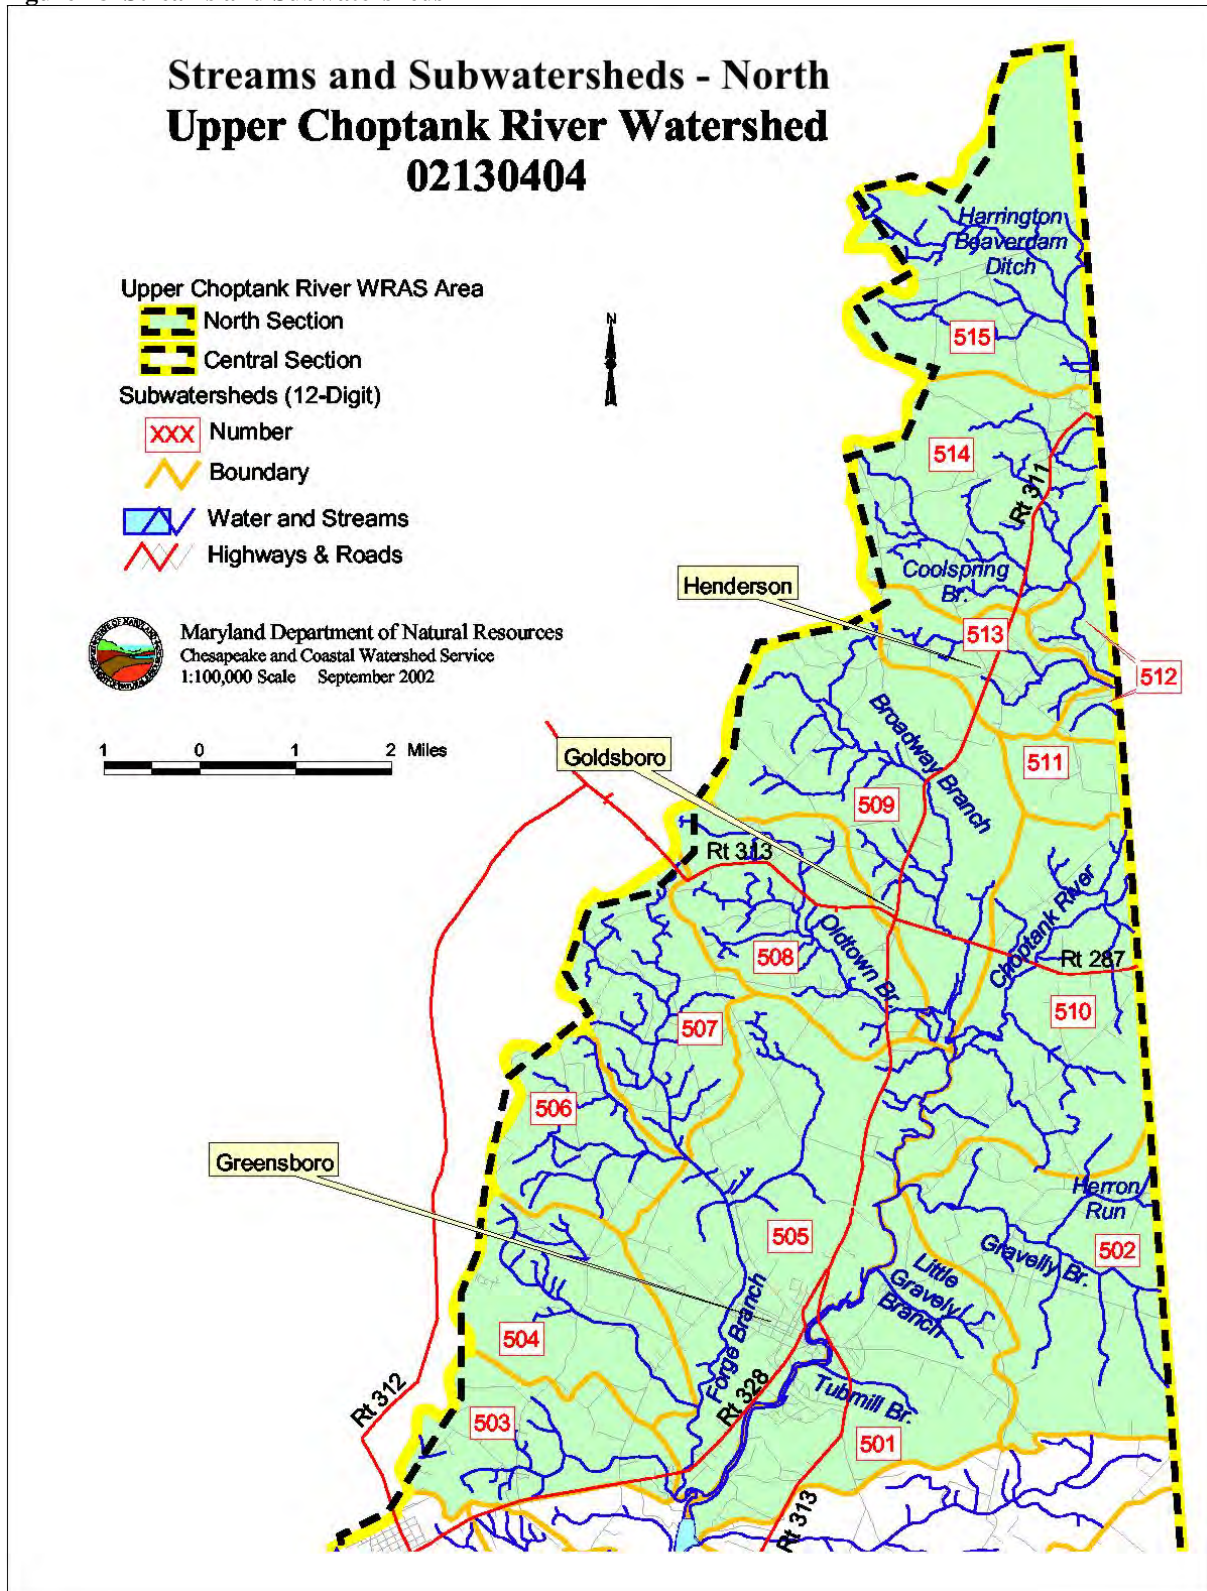 Streams and Subwatersheds - North
Upper Choptank River Watershed
02130404
Upper Choptank River WRAS Area
North Section
Central Section
Subwatersheds (12-Digit)
XXX Number
Boundary
Water and Streams
Highways & Roads
Maryland Department of Natural Resources
Chesapeake and Coastal Watershed Service
1:100,000 Scale September 2002
1 0 1 2 Miles
N
Harrington
Beaverdam
Ditch
515
514
Rt 311
Coolspring
Br.
Henderson
513
512
Broadway Branch
Goldsboro
511
509
Rt 313
Choptank River
Oldtown Br.
508
Rt 287
507
510
506
Greensboro
Herron
Run
505
Gravelly Br.
502
Little
Gravely
Branch
Forge Branch
504
Rt 312
Rt 328
Tubmill Br.
503
501
Rt 313